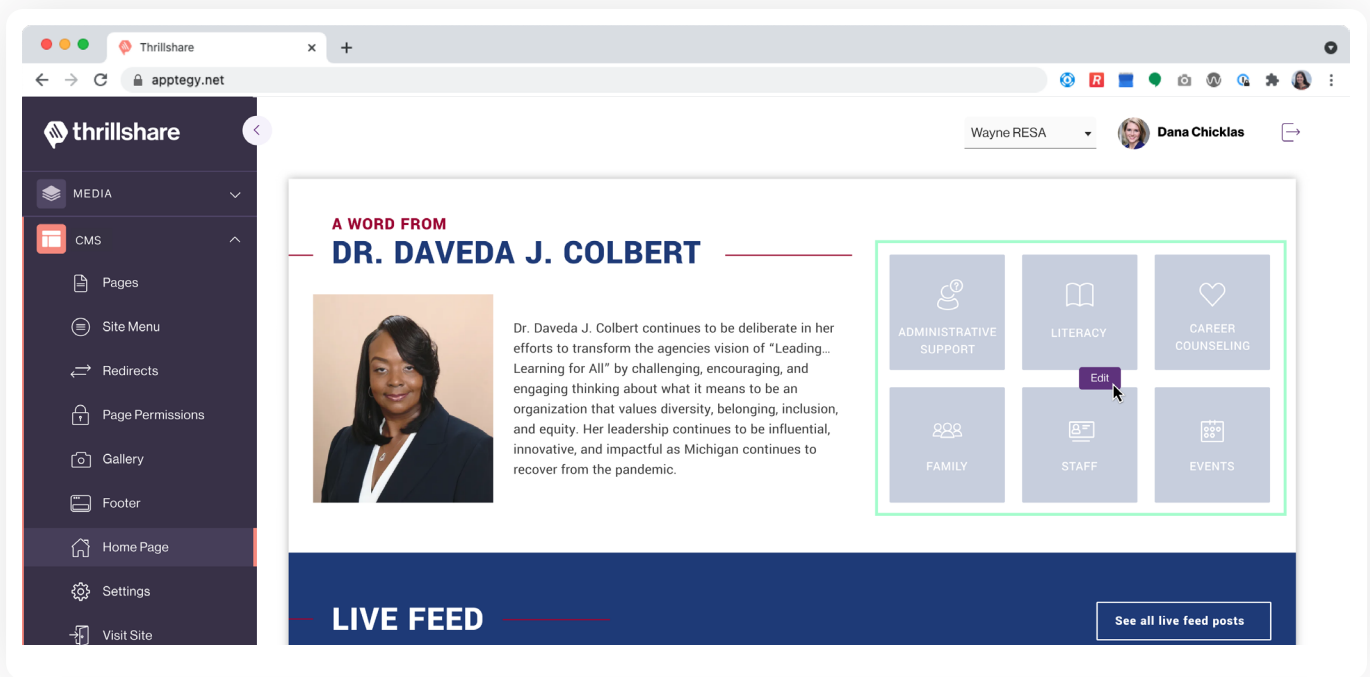 Thrillshare
apptegy.net
thrillshare
Wayne RESA
Dana Chicklas
MEDIA
CMS
Pages
Site Menu
Redirects
Page Permissions
Gallery
Footer
Home Page
Settings
Visit Site
A WORD FROM
DR. DAVEDA J. COLBERT
Dr. Daveda J. Colbert continues to be deliberate in her
efforts to transform the agencies vision of “Leading...
Learning for All” by challenging, encouraging, and
engaging thinking about what it means to be an
organization that values diversity, belonging, inclusion,
and equity. Her leadership continues to be influential,
innovative, and impactful as Michigan continues to
recover from the pandemic.
ADMINISTRATIVE
SUPPORT
LITERACY
CAREER
COUNSELING
Edit
FAMILY
STAFF
EVENTS
LIVE FEED
See all live feed posts